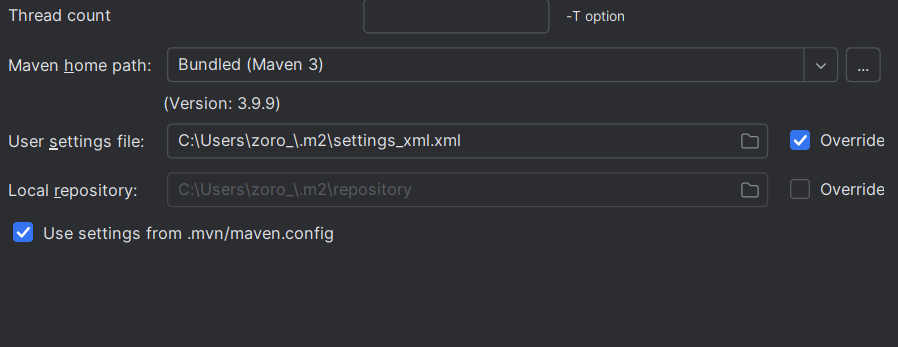 Thread count -T option
Maven home path: Bundled (Maven 3) ...
(Version: 3.9.9)
User settings file: C:\Users\zoro_\.m2\settings_xml.xml Override
Local repository: C:\Users\zoro_\.m2\repository Override
Use settings from .mvn/maven.config